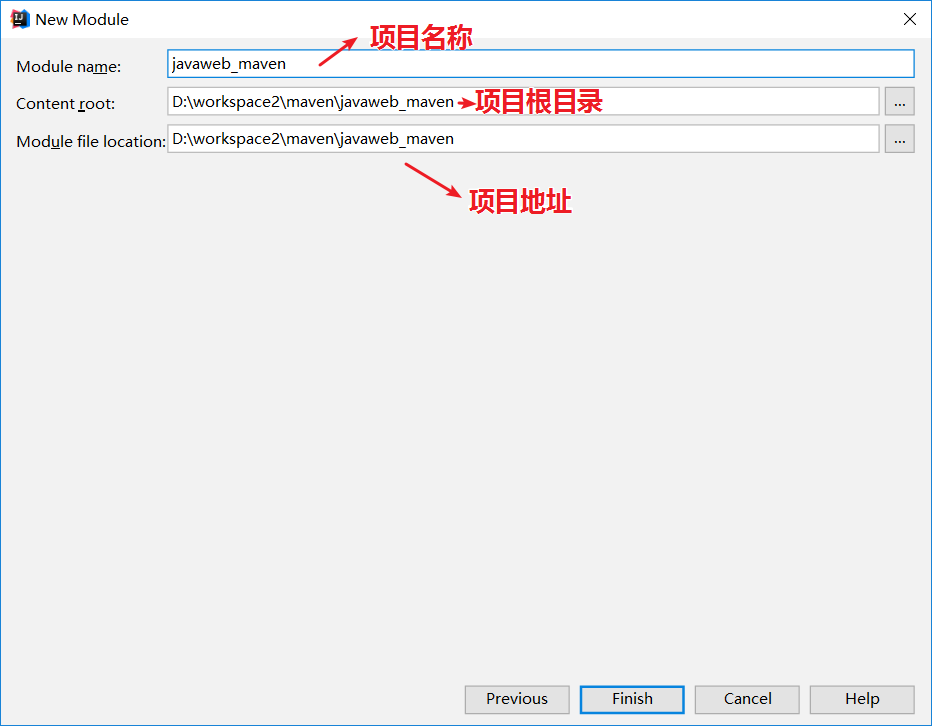 New Module
项目名称
Module name: javaweb_maven
Content root: D:\workspace2\maven\javaweb_maven 项目根目录 ...
Module file location: D:\workspace2\maven\javaweb_maven ...
项目地址
Previous Finish Cancel Help